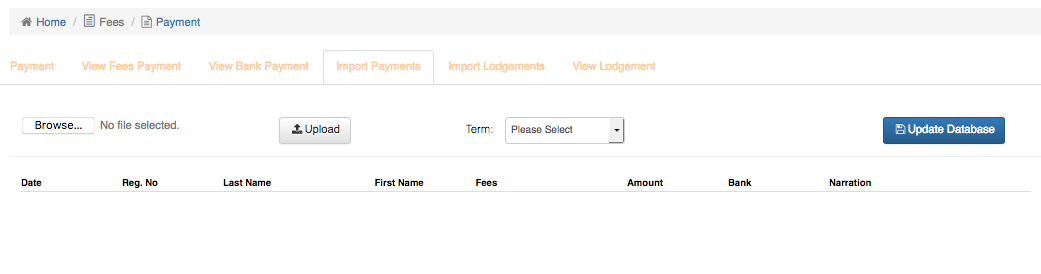 Home / Fees / Payment
Payment View Fees Payment View Bank Payment Import Payments Import Lodgements View Lodgement
Browse... No file selected. Upload Term: Please Select Update Database
Date Reg. No Last Name First Name Fees Amount Bank Narration